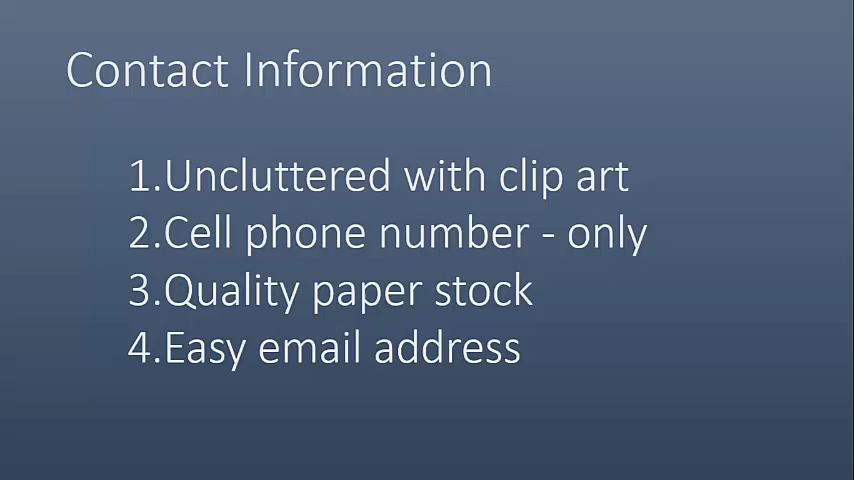 Contact Information
1.Uncluttered with clip art
2.Cell phone number - only
3.Quality paper stock
4.Easy email address